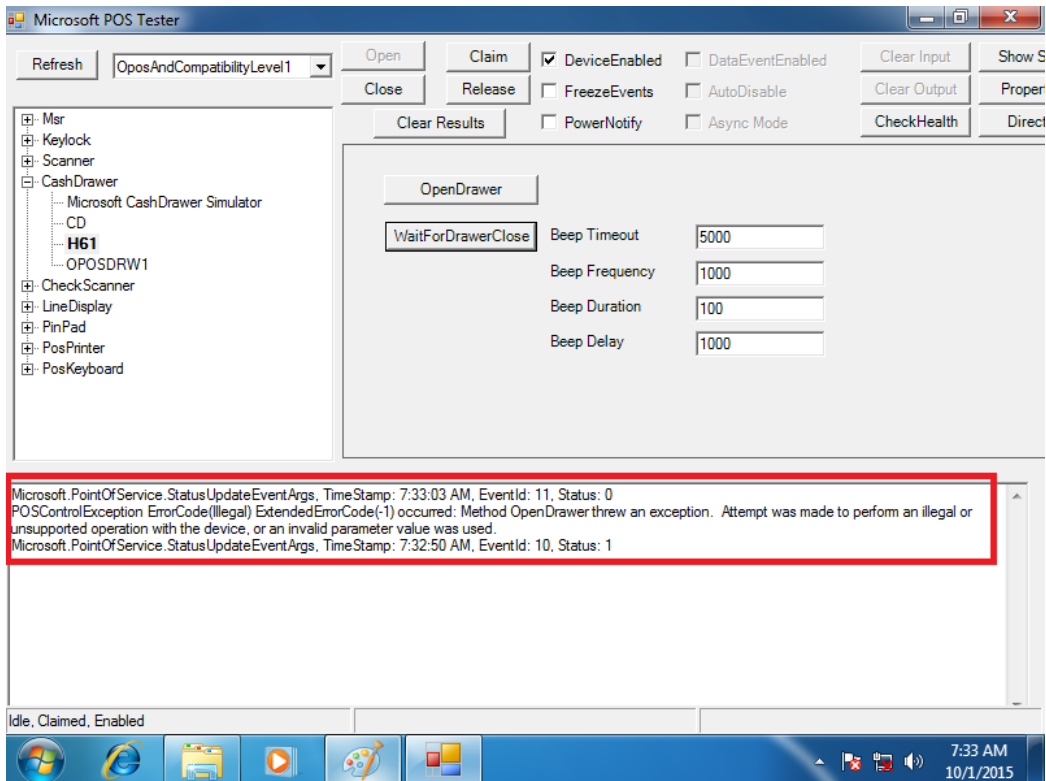 Microsoft POS Tester
Refresh
OposAndCompatibilityLevel1
Open
Claim
DeviceEnabled
DataEventEnabled
Clear Input
Show S
Close
Release
FreezeEvents
AutoDisable
Clear Output
Propert
Clear Results
PowerNotify
Async Mode
CheckHealth
Direct
Msr
Keylock
Scanner
CashDrawer
Microsoft CashDrawer Simulator
CD
H61
OPOSDRW1
CheckScanner
LineDisplay
PinPad
PosPrinter
PosKeyboard
OpenDrawer
WaitForDrawerClose
Beep Timeout
5000
Beep Frequency
1000
Beep Duration
100
Beep Delay
1000
Microsoft.PointOfService.StatusUpdateEventArgs, TimeStamp: 7:33:03 AM, EventId: 11, Status: 0
POSControlException ErrorCode(Illegal) ExtendedErrorCode(-1) occurred: Method OpenDrawer threw an exception.  Attempt was made to perform an illegal or
unsupported operation with the device, or an invalid parameter value was used.
Microsoft.PointOfService.StatusUpdateEventArgs, TimeStamp: 7:32:50 AM, EventId: 10, Status: 1
Idle, Claimed, Enabled
7:33 AM
10/1/2015